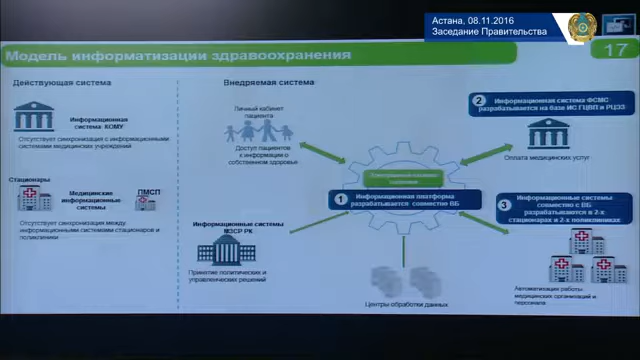 Астана, 08.11.2016
Заседание Правительства
Модель информатизации здравоохранения
17
Действующая система
Информационная
система КОМУ
Отсутствует синхронизация с информационными
системами медицинских учреждений
Стационары
Медицинские
информационные
системы
ПМСП
Отсутствует синхронизация между
информационными системами стационаров и
поликлиник
Внедряемая система
Личный кабинет
пациента
Доступ пациентов
к информации о
собственном здоровье
Информационные системы
МЗСР РК
Принятие политических и
управленческих решений
1
Информационная платформа
разрабатывается совместно ВБ
Центры обработки данных
2
Информационная система ФСМС
разрабатывается на базе ИС ГЦВП и РЦЭЗ
Оплата медицинских услуг
3
Информационные системы
совместно с ВБ
разрабатываются в 2-х
стационарах и 2-х поликлиниках
Автоматизация работы
медицинских организаций и
персонала